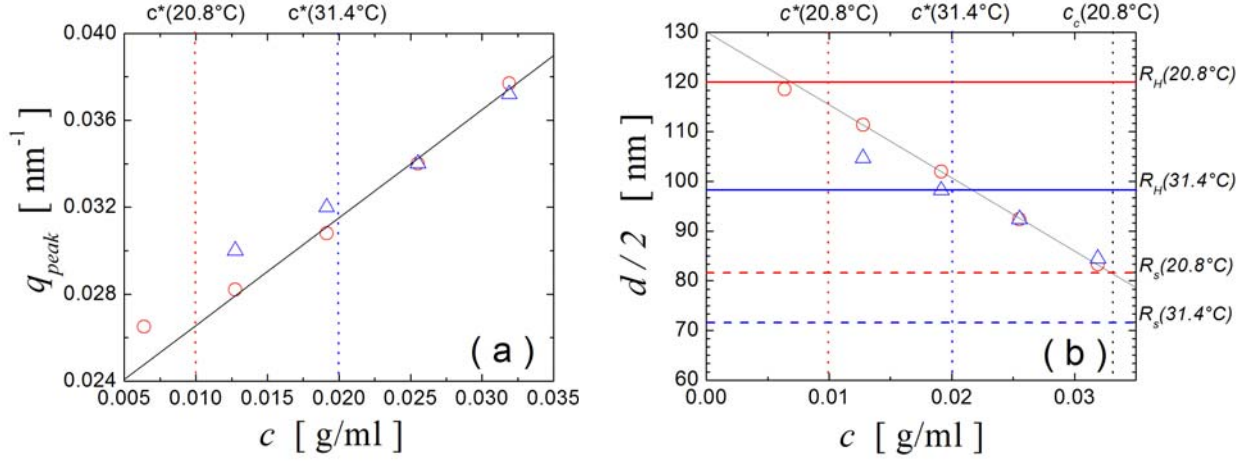 c*(20.8°C) c*(31.4°C)
0.040
0.036
0.032
0.028
0.024
q_peak [ nm⁻¹ ]
( a )
0.005 0.010 0.015 0.020 0.025 0.030 0.035
c [ g/ml ]
c*(20.8°C) c*(31.4°C) c_c(20.8°C)
130
120
110
100
90
80
70
60
d / 2 [ nm ]
R_H(20.8°C)
R_H(31.4°C)
R_s(20.8°C)
R_s(31.4°C)
( b )
0.00 0.01 0.02 0.03
c [ g/ml ]